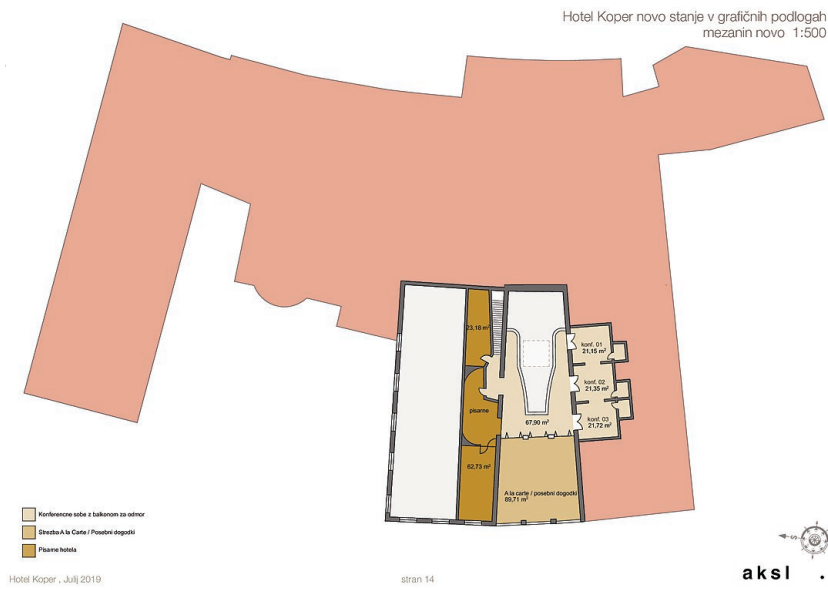 Hotel Koper novo stanje v grafičnih podlogah
mezanin novo 1:500
23,18 m²
konf. 01
21,15 m²
konf. 02
21,35 m²
pisarne
konf. 03
21,72 m²
67,90 m²
62,73 m²
A la carte / posebni dogodki
89,71 m²
Konferencne sobe z balkonom za odmor
Strezba A la Carte / Posebni dogodki
Pisarne hotela
S
Hotel Koper , Julij 2019
stran 14
aksl .